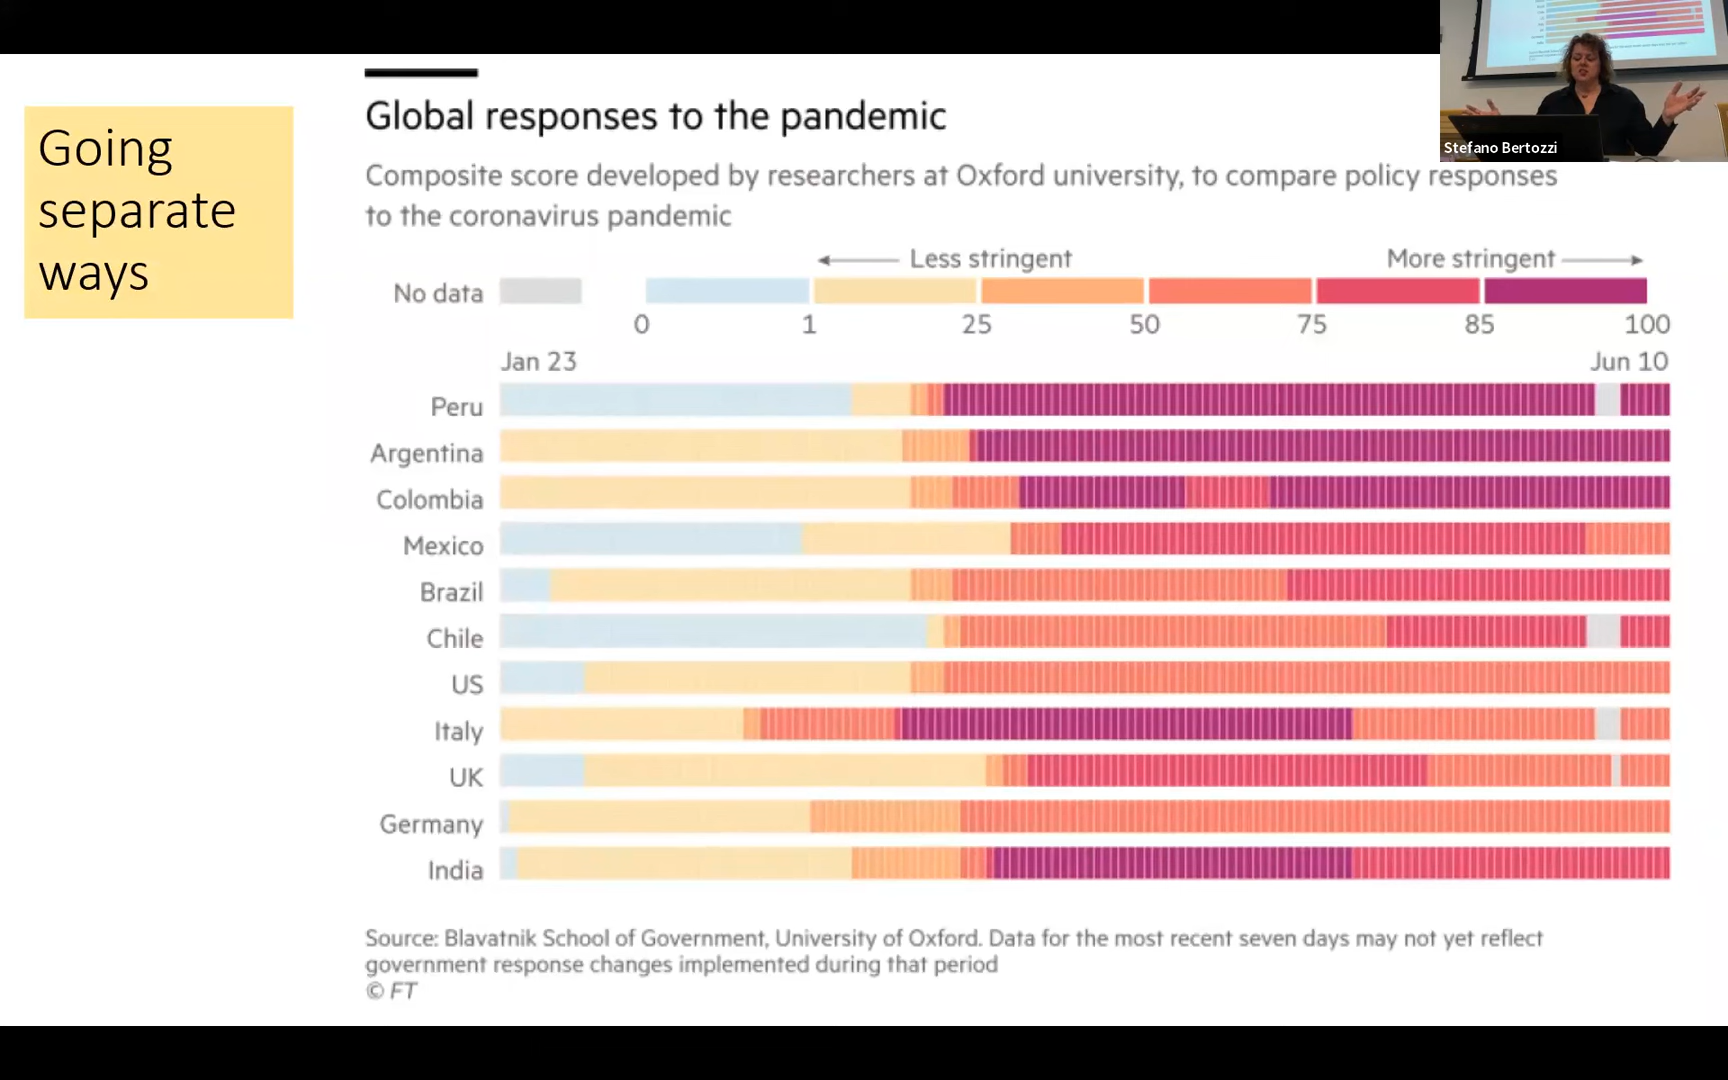 Going
separate
ways
Global responses to the pandemic
Composite score developed by researchers at Oxford university, to compare policy responses
to the coronavirus pandemic
Less stringent
More stringent
No data
0 1 25 50 75 85 100
Jan 23 Jun 10
Peru
Argentina
Colombia
Mexico
Brazil
Chile
US
Italy
UK
Germany
India
Source: Blavatnik School of Government, University of Oxford. Data for the most recent seven days may not yet reflect
government response changes implemented during that period
© FT
Stefano Bertozzi